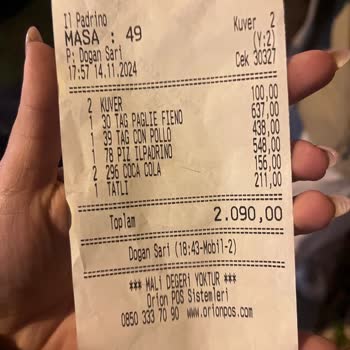 Il Padrino
Kuver 2
MASA : 49
(Y:2)
P: Dogan Sari
Cek 30327
17:57 14.11.2024
2 KUVER 100,00
1 30 TAG PAGLIE FIENO 637,00
1 39 TAG CON POLLO 438,00
1 78 PIZ ILPADRINO 548,00
2 296 COCA COLA 156,00
1 TATLI 211,00
Toplam 2.090,00
Dogan Sari (18:43-Mobil-2)
*** MALi DEGERi YOKTUR ***
Orion POS Sistemleri
0850 333 70 90 www.orionpos.com